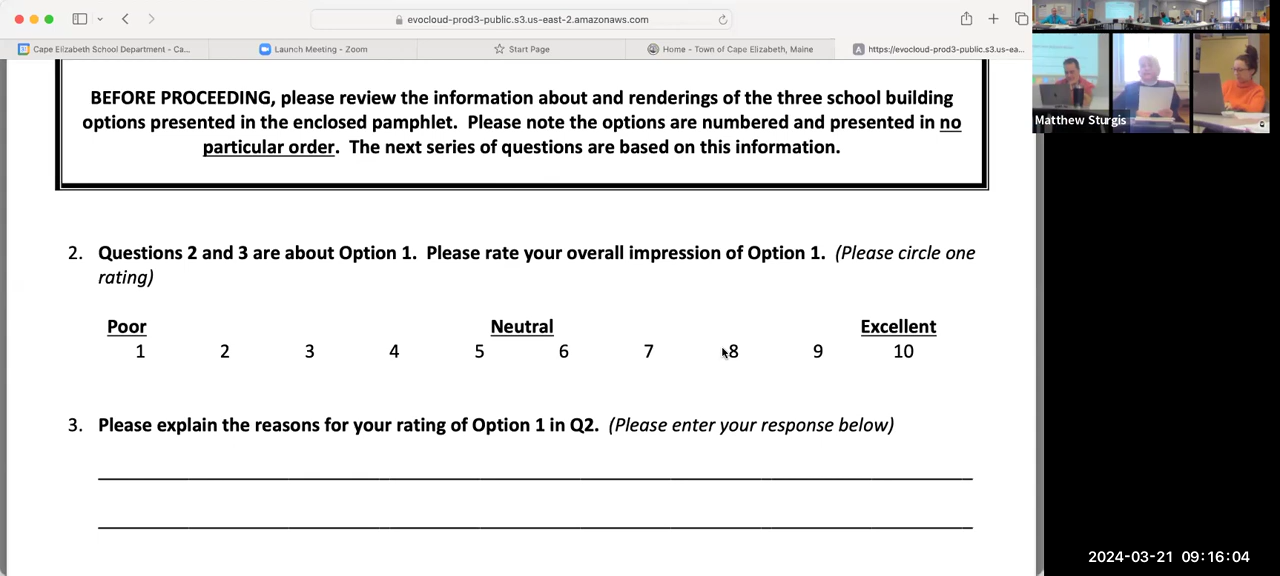 evocloud-prod3-public.s3.us-east-2.amazonaws.com
Cape Elizabeth School Department - Ca...
Launch Meeting - Zoom
Start Page
Home - Town of Cape Elizabeth, Maine
A https://evocloud-prod3-public.s3.us-ea...
Matthew Sturgis
BEFORE PROCEEDING, please review the information about and renderings of the three school building
options presented in the enclosed pamphlet. Please note the options are numbered and presented in no
particular order. The next series of questions are based on this information.
2. Questions 2 and 3 are about Option 1. Please rate your overall impression of Option 1. (Please circle one
rating)
Poor Neutral Excellent
1 2 3 4 5 6 7 8 9 10
3. Please explain the reasons for your rating of Option 1 in Q2. (Please enter your response below)
2024-03-21 09:16:04